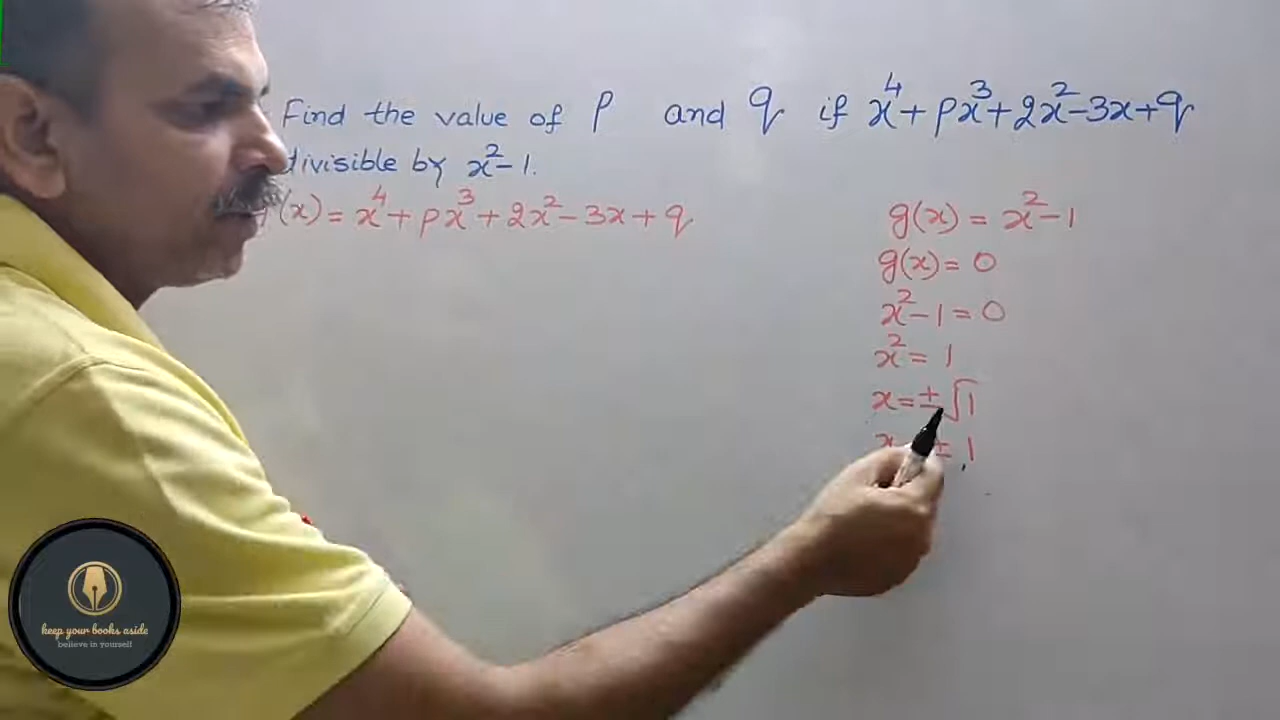 Find the value of P and q if x⁴+px³+2x²-3x+q
divisible by x²-1.
(x) = x⁴+px³+2x²-3x+q
g(x) = x²-1
g(x) = 0
x²-1 = 0
x² = 1
x = ±√1
± 1
keep your books aside
believe in yourself